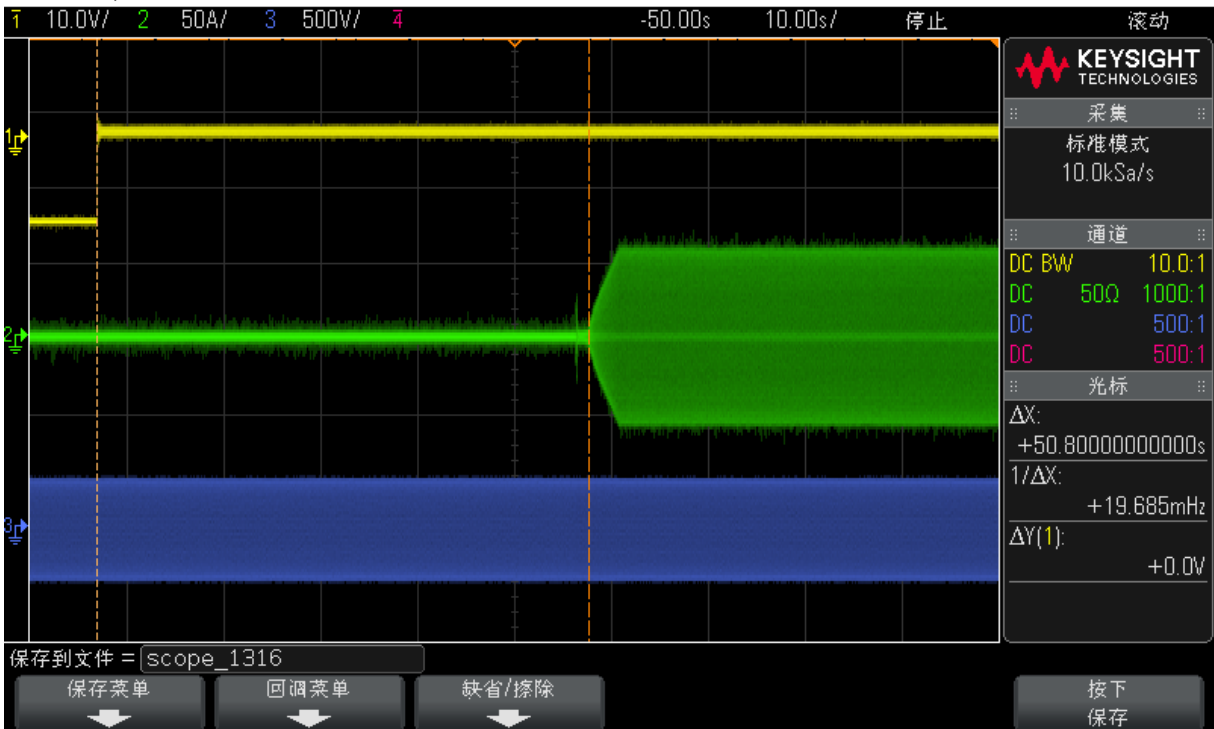 1 10.0V/ 2 50A/ 3 500V/ 4 -50.00s 10.00s/ 停止 滚动
KEYSIGHT
TECHNOLOGIES
采集
标准模式
10.0kSa/s
通道
DC BW 10.0:1
DC 50Ω 1000:1
DC 500:1
DC 500:1
光标
ΔX:
+50.80000000000s
1/ΔX:
+19.685mHz
ΔY(1):
+0.0V
1
2
3
保存到文件 = scope_1316
保存菜单 回调菜单 缺省/擦除 按下
保存